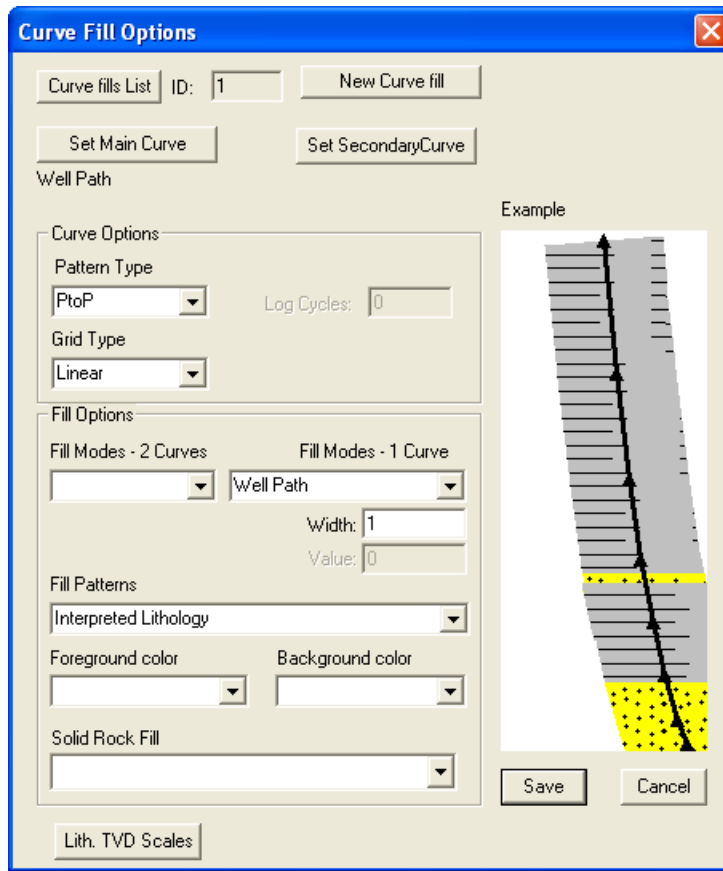 Curve Fill Options
Curve fills List ID: 1 New Curve fill
Set Main Curve Set SecondaryCurve
Well Path
Example
Curve Options
Pattern Type
PtoP Log Cycles: 0
Grid Type
Linear
Fill Options
Fill Modes - 2 Curves Fill Modes - 1 Curve
Well Path
Width: 1
Value: 0
Fill Patterns
Interpreted Lithology
Foreground color Background color
Solid Rock Fill
Save Cancel
Lith. TVD Scales